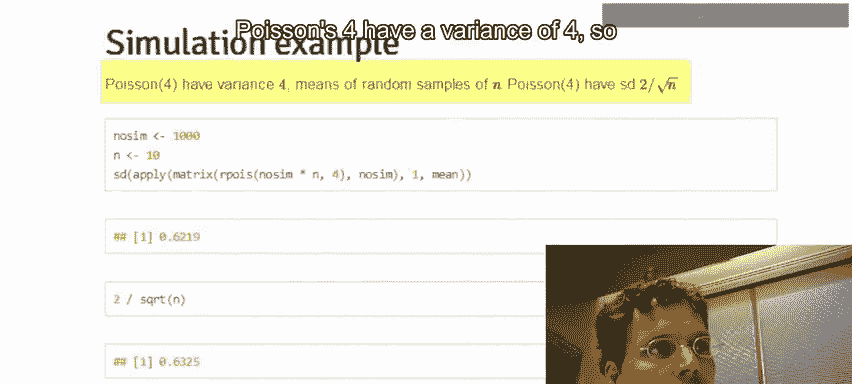 Poisson's 4 have a variance of 4, so
Simulation example
Poisson(4) have variance 4, means of random samples of n Poisson(4) have sd 2/√n
nosim <- 1000
n <- 10
sd(apply(matrix(rpois(nosim * n, 4), nosim), 1, mean))
## [1] 0.6219
2 / sqrt(n)
## [1] 0.6325